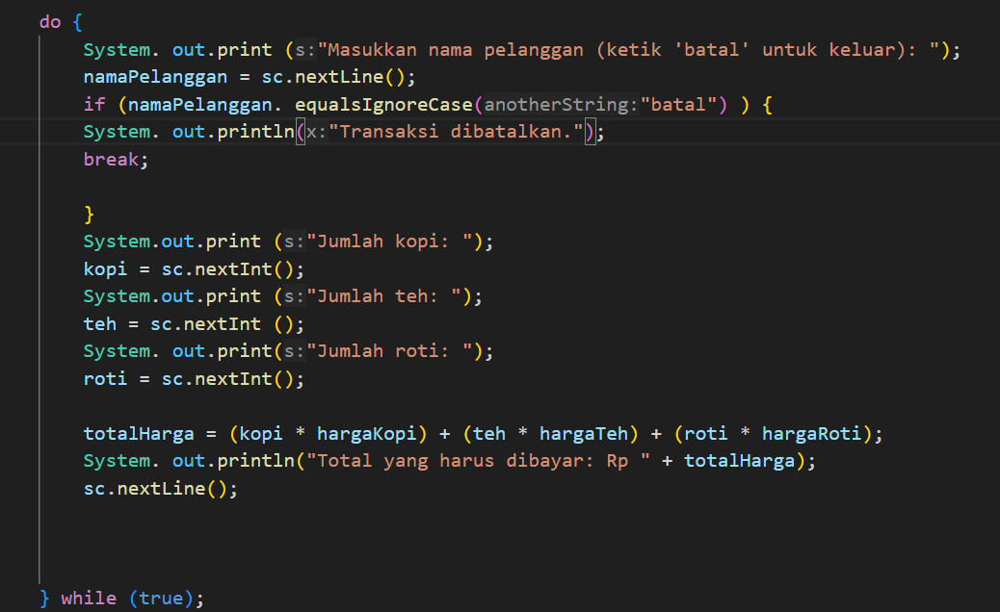 do {
System. out.print (s:"Masukkan nama pelanggan (ketik 'batal' untuk keluar): ");
namaPelanggan = sc.nextLine();
if (namaPelanggan. equalsIgnoreCase(anotherString:"batal") ) {
System. out.println(x:"Transaksi dibatalkan.");
break;
}
System.out.print (s:"Jumlah kopi: ");
kopi = sc.nextInt();
System.out.print (s:"Jumlah teh: ");
teh = sc.nextInt ();
System. out.print(s:"Jumlah roti: ");
roti = sc.nextInt();
totalHarga = (kopi * hargaKopi) + (teh * hargaTeh) + (roti * hargaRoti);
System. out.println("Total yang harus dibayar: Rp " + totalHarga);
sc.nextLine();
} while (true);